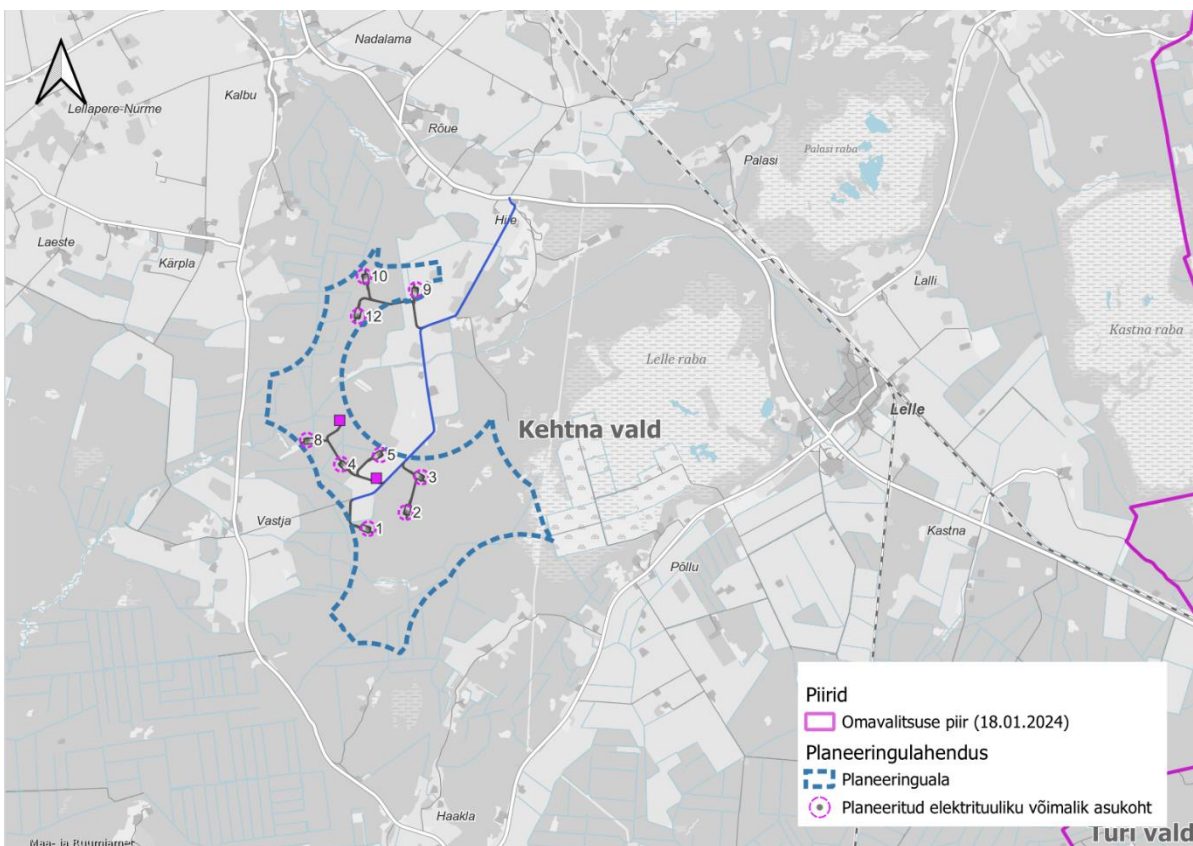 Nadalama
Lellapere-Nurme
Kalbu
Rõue
Palasi
Palasi raba
Hiie
Laeste
Kärpla
Lalli
Kastna raba
10
9
12
Lelle raba
Lelle
Kehtna vald
8
5
4
3
2
Vastja
1
Kastna
Põllu
Piirid
Omavalitsuse piir (18.01.2024)
Planeeringulahendus
Planeeringuala
Planeeritud elektrituuliku võimalik asukoht
Haakla
Türi vald
Maa- ja Ruumiamet